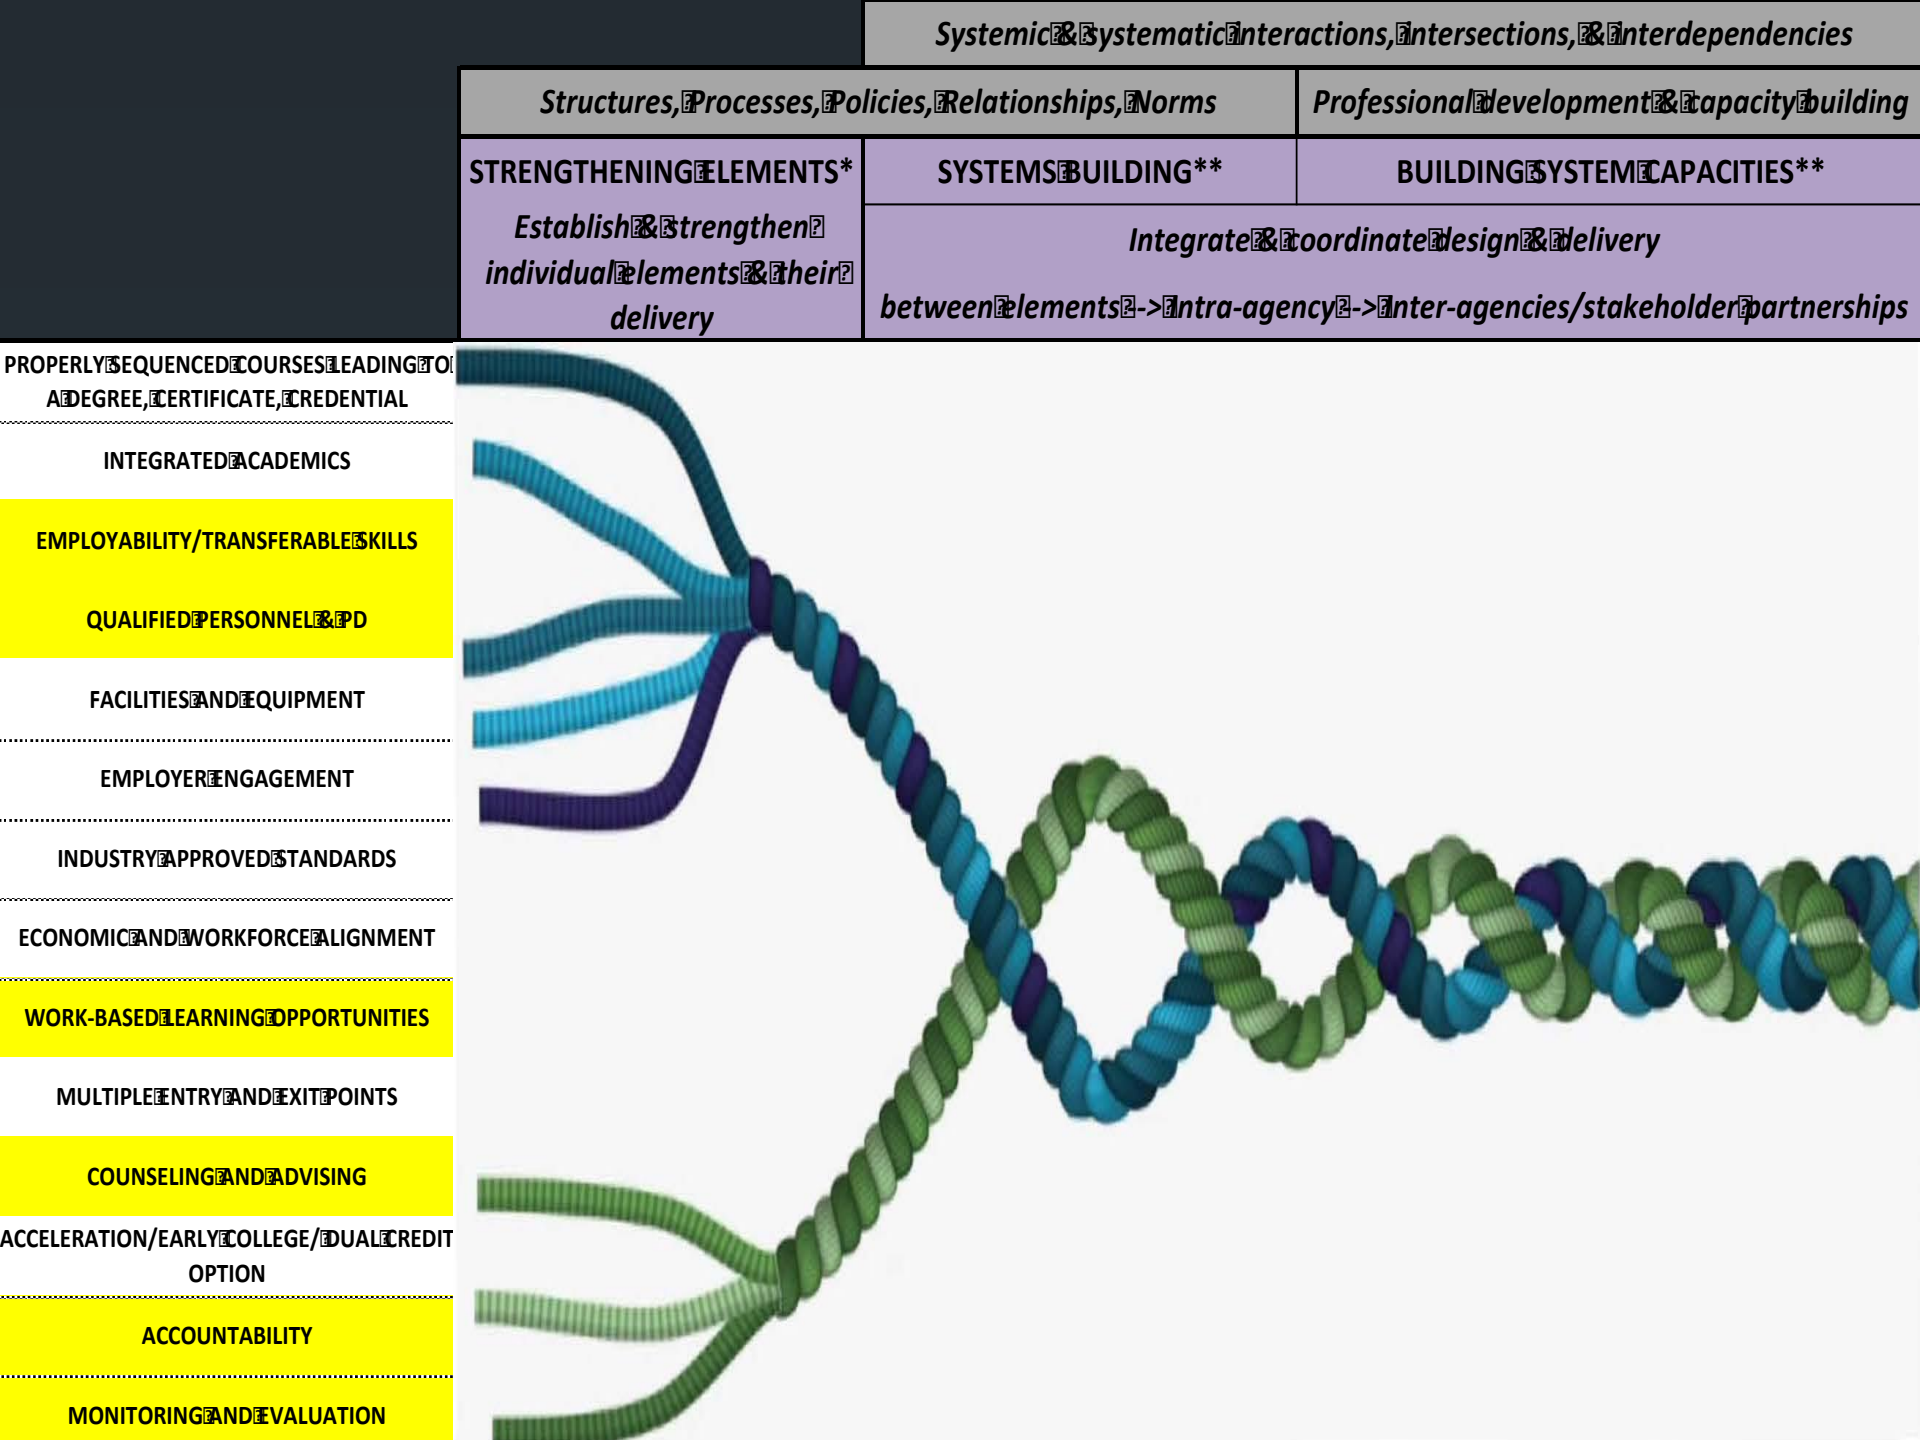 Systemic & systematic interactions, intersections, & interdependencies
Structures, Processes, Policies, Relationships, Norms
Professional development & capacity building
STRENGTHENING ELEMENTS*
SYSTEMS BUILDING**
BUILDING SYSTEM CAPACITIES**
Establish & strengthen
individual elements & their
delivery
Integrate & coordinate design & delivery
between elements --> Intra-agency --> Inter-agencies/stakeholder partnerships
PROPERLY SEQUENCED COURSES LEADING TO
A DEGREE, CERTIFICATE, CREDENTIAL
INTEGRATED ACADEMICS
EMPLOYABILITY/TRANSFERABLE SKILLS
QUALIFIED PERSONNEL & PD
FACILITIES AND EQUIPMENT
EMPLOYER ENGAGEMENT
INDUSTRY APPROVED STANDARDS
ECONOMIC AND WORKFORCE ALIGNMENT
WORK-BASED LEARNING OPPORTUNITIES
MULTIPLE ENTRY AND EXIT POINTS
COUNSELING AND ADVISING
ACCELERATION/EARLY COLLEGE/ DUAL CREDIT
OPTION
ACCOUNTABILITY
MONITORING AND EVALUATION